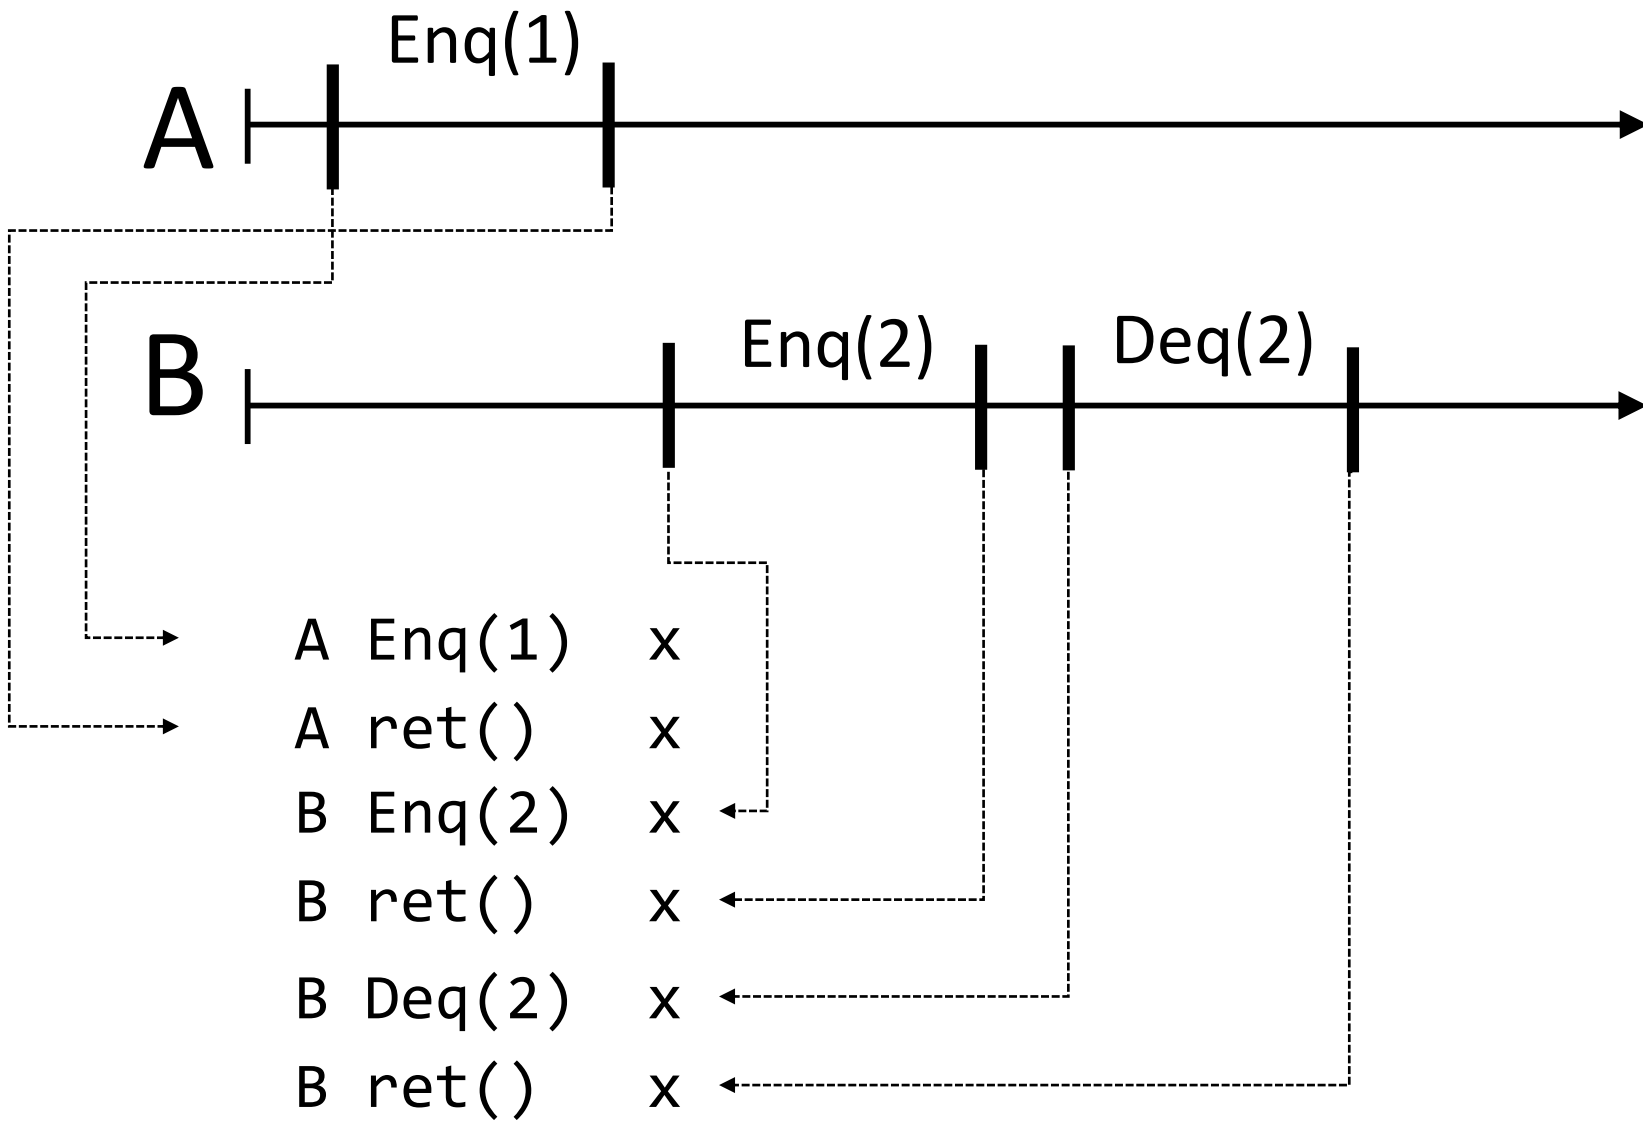 Enq(1)
A
Enq(2) Deq(2)
B
A Enq(1) x
A ret() x
B Enq(2) x
B ret() x
B Deq(2) x
B ret() x